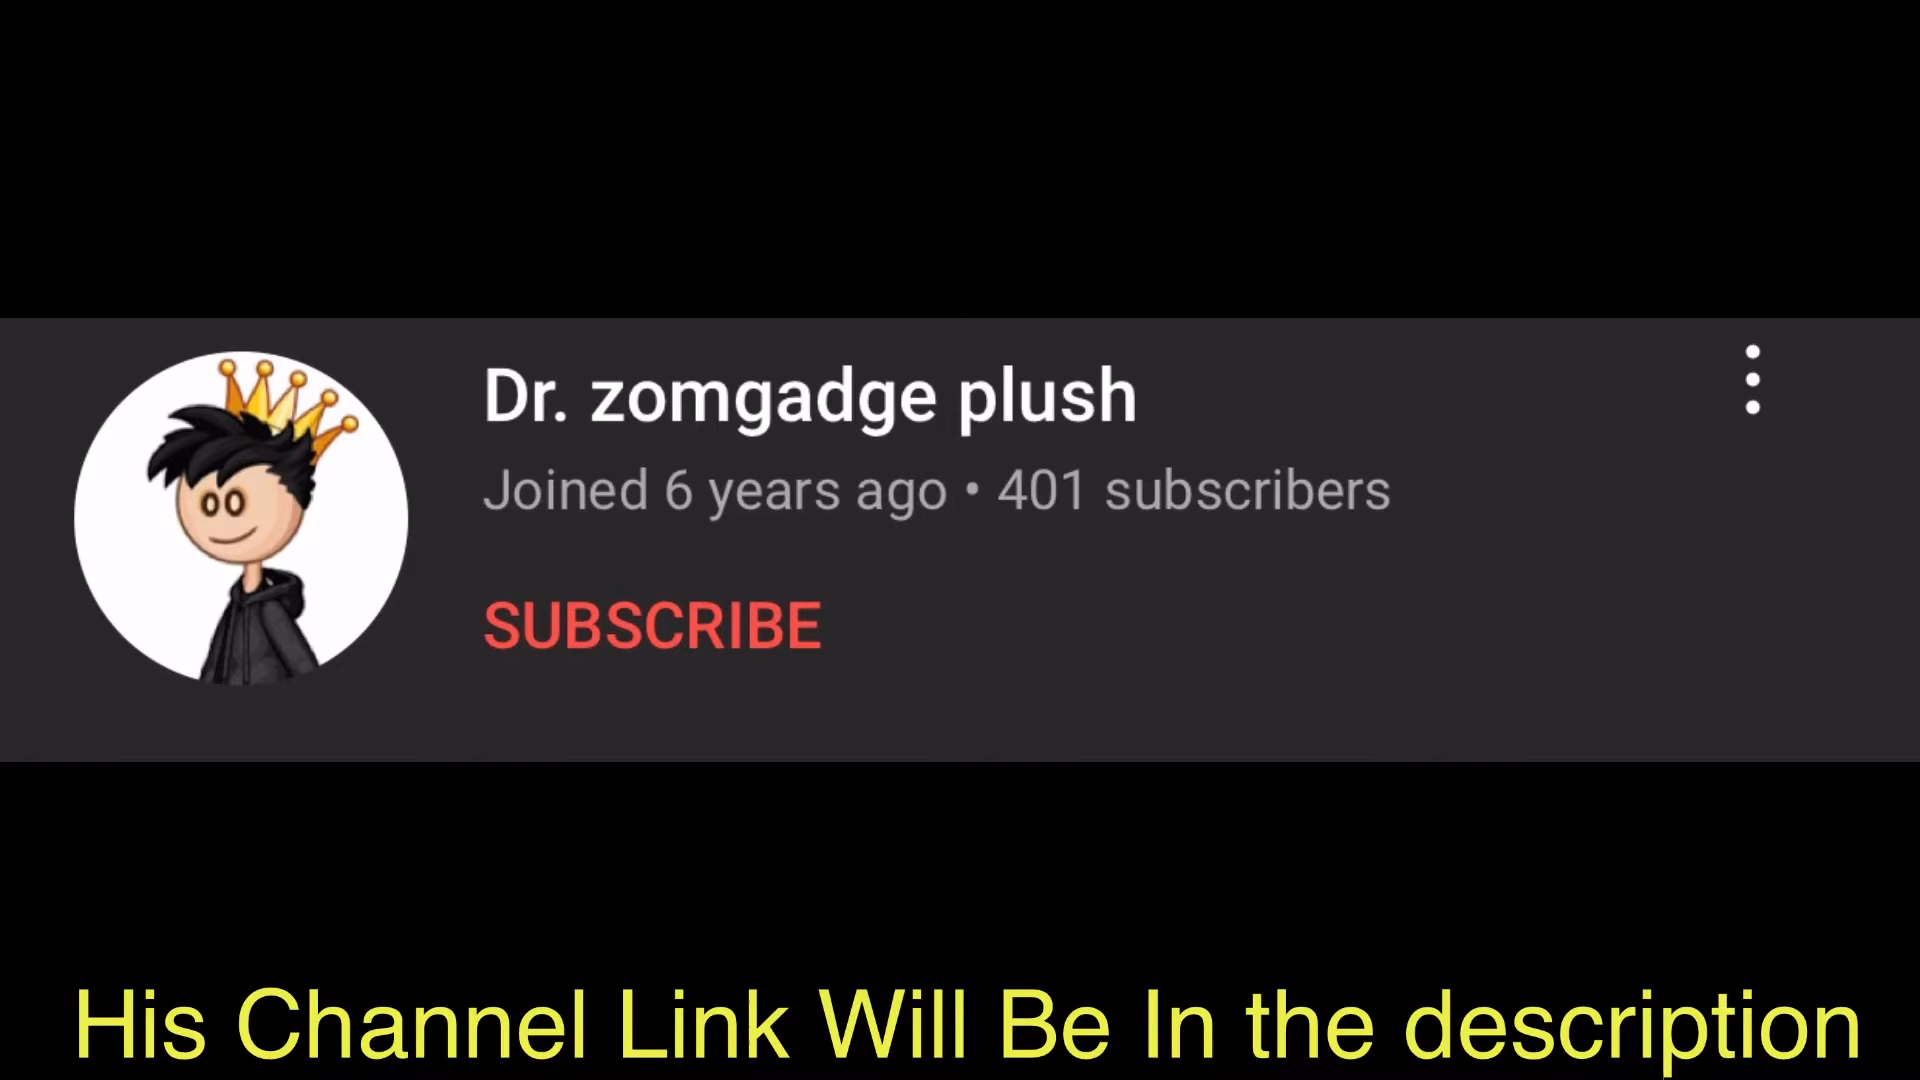 Dr. zomgadge plush
Joined 6 years ago • 401 subscribers
SUBSCRIBE
His Channel Link Will Be In the description